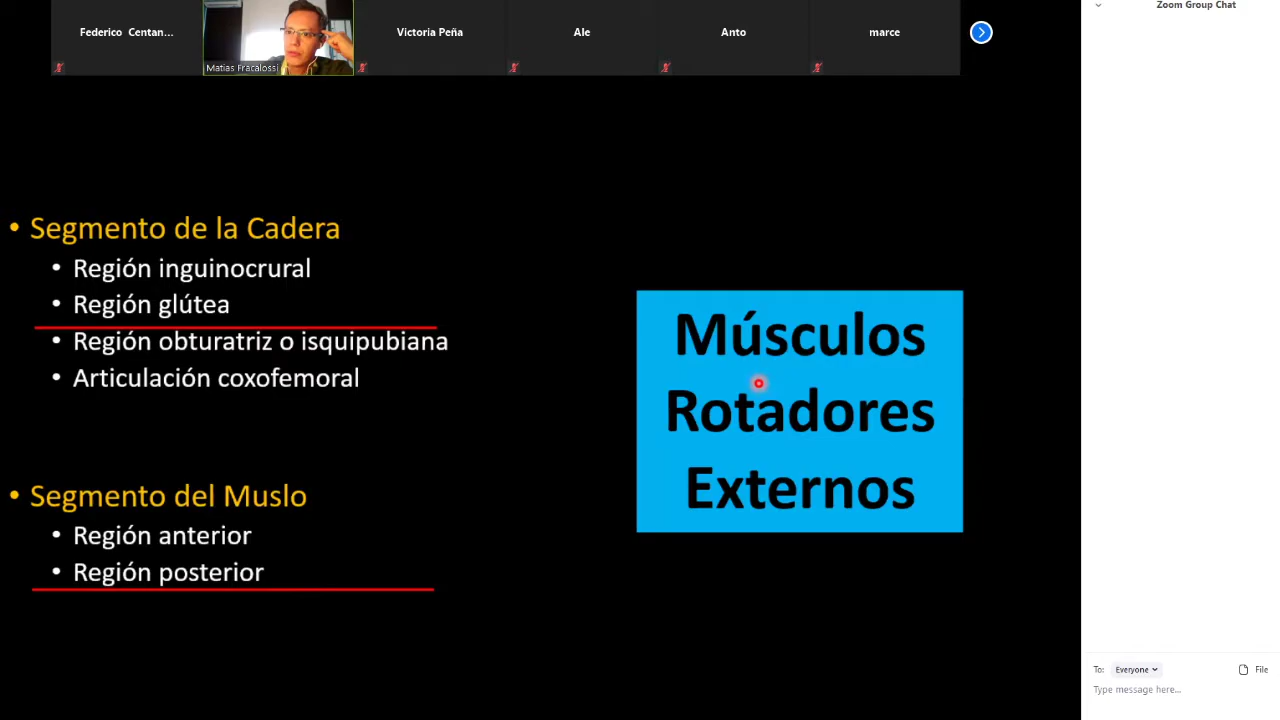 Zoom Group Chat
Federico Centan...
Matias Fracalossi
Victoria Peña
Ale
Anto
marce
• Segmento de la Cadera
• Región inguinocrural
• Región glútea
• Región obturatriz o isquipubiana
• Articulación coxofemoral
• Segmento del Muslo
• Región anterior
• Región posterior
Músculos
Rotadores
Externos
To: Everyone
File
Type message here...